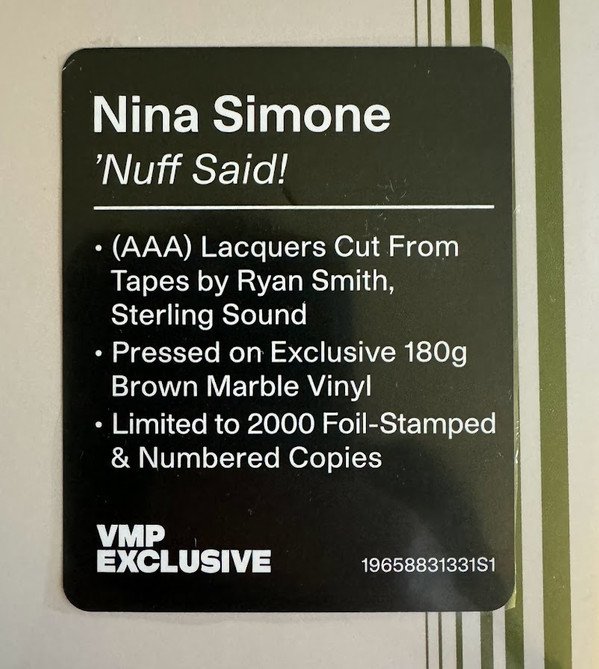 Nina Simone
’Nuff Said!
• (AAA) Lacquers Cut From
Tapes by Ryan Smith,
Sterling Sound
• Pressed on Exclusive 180g
Brown Marble Vinyl
• Limited to 2000 Foil-Stamped
& Numbered Copies
VMP
EXCLUSIVE
19658831331S1